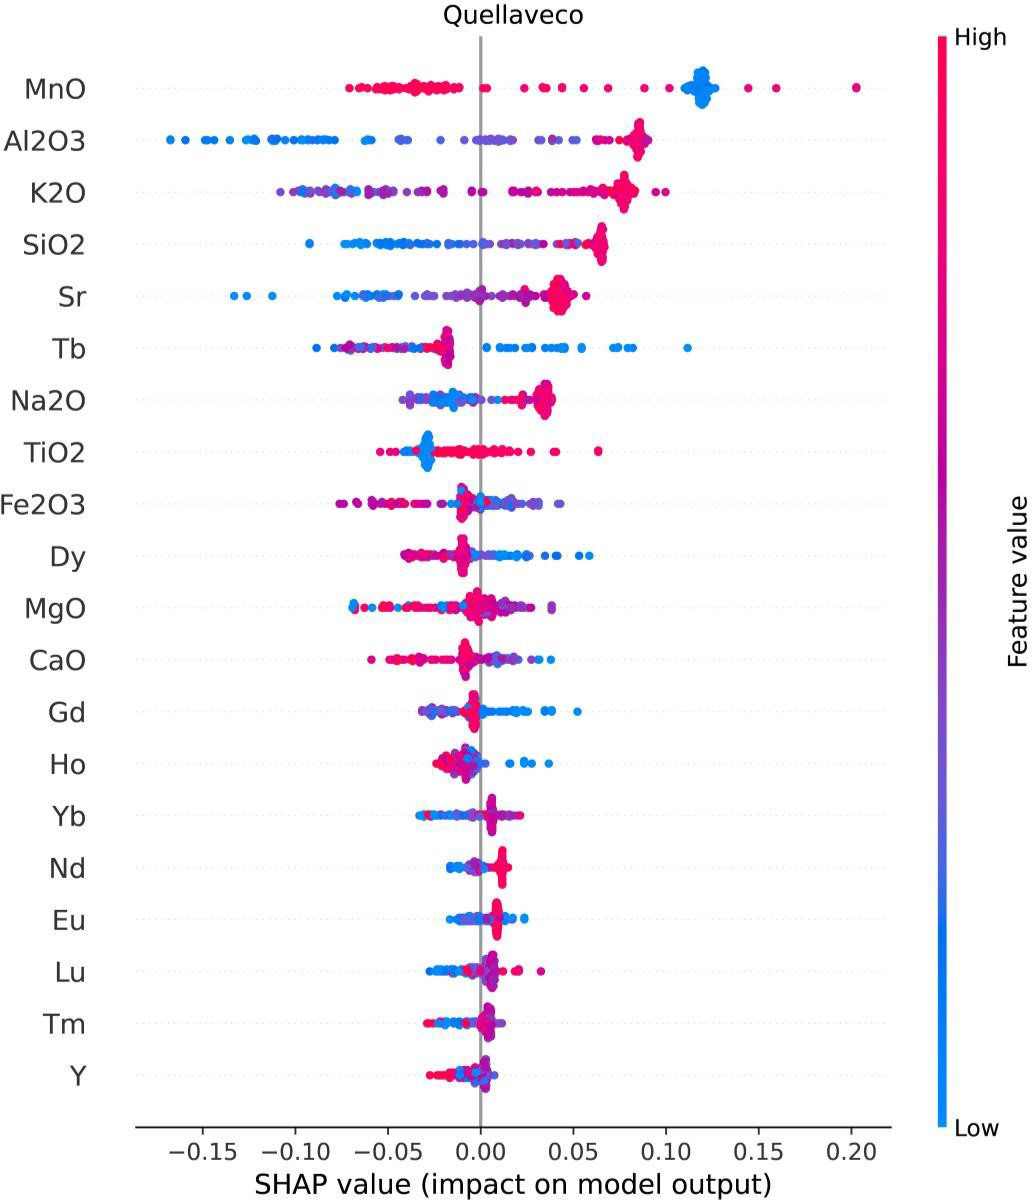 Quellaveco
High
MnO
Al2O3
K2O
SiO2
Sr
Tb
Na2O
TiO2
Fe2O3
Dy
MgO
CaO
Gd
Ho
Yb
Nd
Eu
Lu
Tm
Y
Feature value
Low
−0.15 −0.10 −0.05 0.00 0.05 0.10 0.15 0.20
SHAP value (impact on model output)